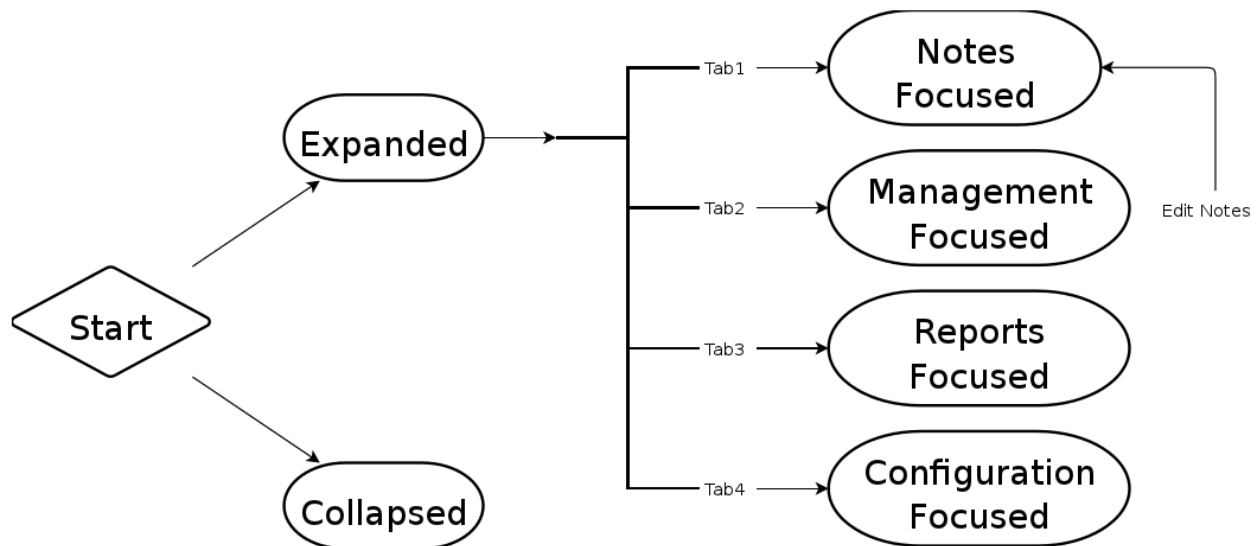 Tab1
Notes
Focused
Expanded
Tab2
Management
Focused
Edit Notes
Start
Tab3
Reports
Focused
Collapsed
Tab4
Configuration
Focused